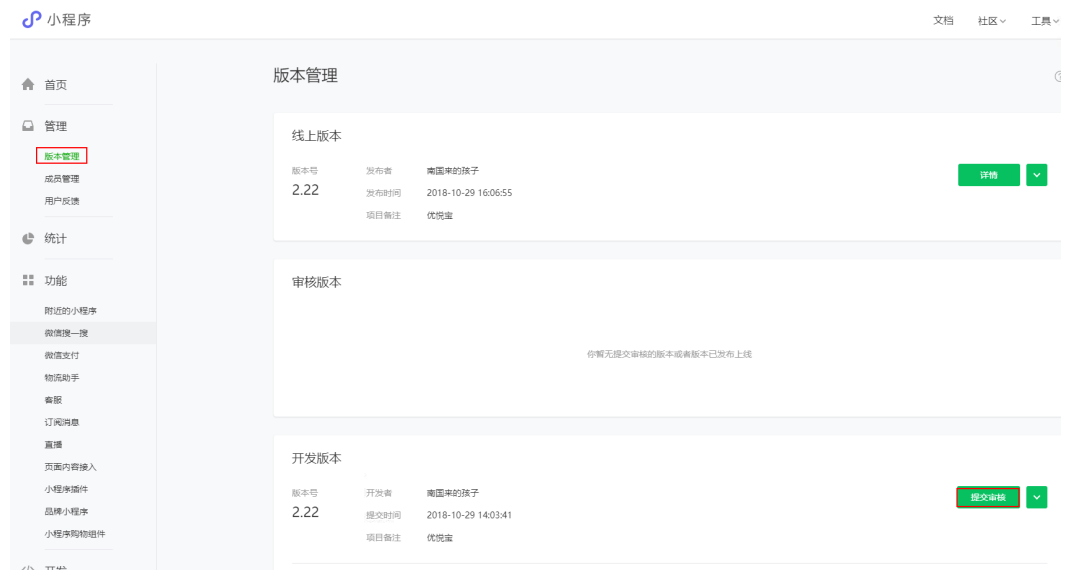 小程序
文档 社区 工具
首页
管理
版本管理
成员管理
用户反馈
统计
功能
附近的小程序
微信搜一搜
微信支付
物流助手
客服
订阅消息
直播
页面内容接入
小程序插件
品牌小程序
小程序购物组件
开发
版本管理
线上版本
版本号 发布者 南国来的孩子 详情
2.22 发布时间 2018-10-29 16:06:55
项目备注 优悦宝
审核版本
你暂无提交审核的版本或者版本已发布上线
开发版本
版本号 开发者 南国来的孩子 提交审核
2.22 提交时间 2018-10-29 14:03:41
项目备注 优悦宝